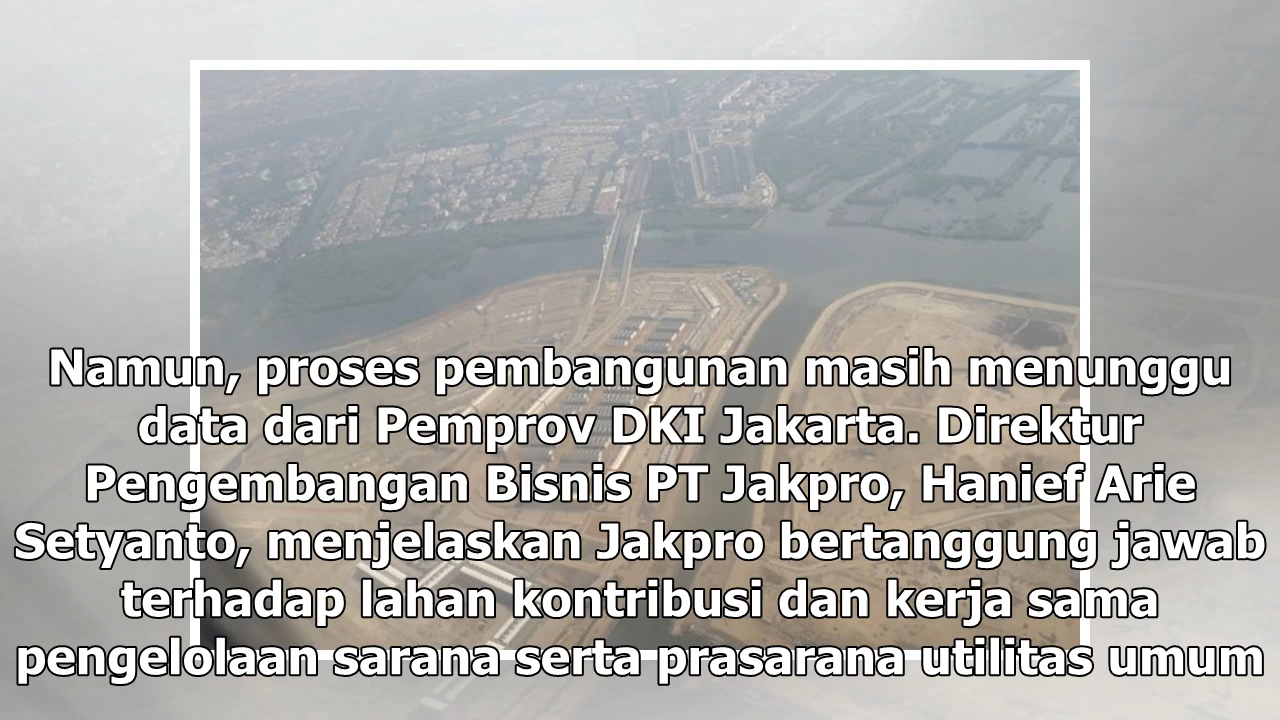 Namun, proses pembangunan masih menunggu
data dari Pemprov DKI Jakarta. Direktur
Pengembangan Bisnis PT Jakpro, Hanief Arie
Setyanto, menjelaskan Jakpro bertanggung jawab
terhadap lahan kontribusi dan kerja sama
pengelolaan sarana serta prasarana utilitas umum